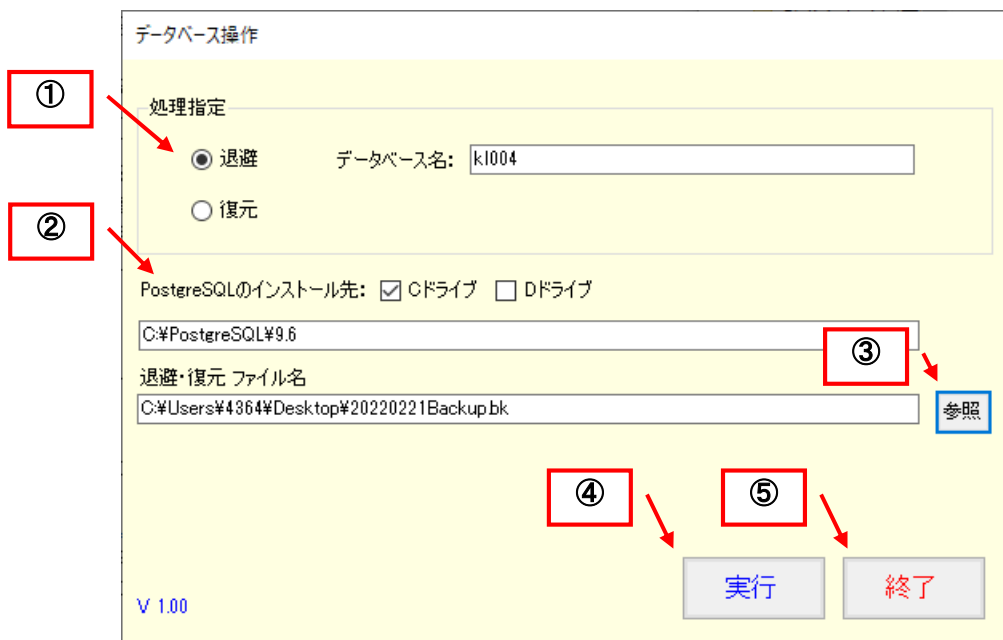 データベース操作
①
処理指定
退避 データベース名: kl004
復元
②
PostgreSQLのインストール先: Cドライブ Dドライブ
C:¥PostgreSQL¥9.6
③
退避・復元 ファイル名
C:¥Users¥4364¥Desktop¥20220221Backup.bk
参照
④ ⑤
実行 終了
V 1.00